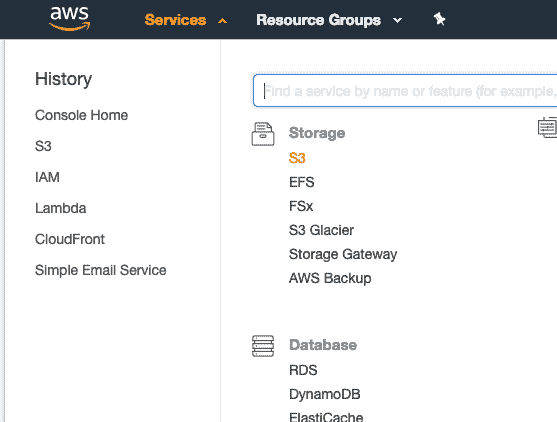 aws Services Resource Groups
History
Console Home
S3
IAM
Lambda
CloudFront
Simple Email Service
Find a service by name or feature (for example,
Storage
S3
EFS
FSx
S3 Glacier
Storage Gateway
AWS Backup
Database
RDS
DynamoDB
ElastiCache